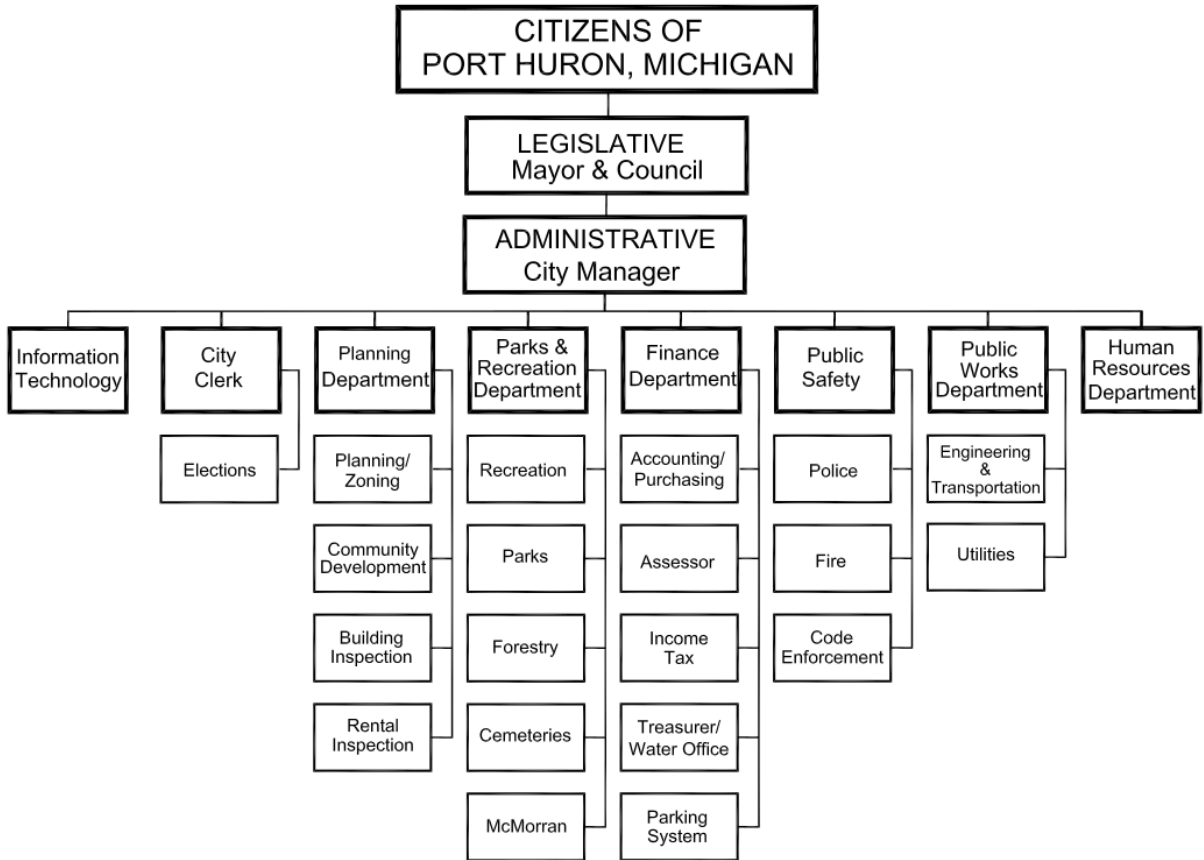 CITIZENS OF
PORT HURON, MICHIGAN
LEGISLATIVE
Mayor & Council
ADMINISTRATIVE
City Manager
Information
Technology
City
Clerk
Planning
Department
Parks &
Recreation
Department
Finance
Department
Public
Safety
Public
Works
Department
Human
Resources
Department
Elections
Planning/
Zoning
Recreation
Accounting/
Purchasing
Police
Engineering
&
Transportation
Community
Development
Parks
Assessor
Fire
Utilities
Building
Inspection
Forestry
Income
Tax
Code
Enforcement
Rental
Inspection
Cemeteries
Treasurer/
Water Office
McMorran
Parking
System